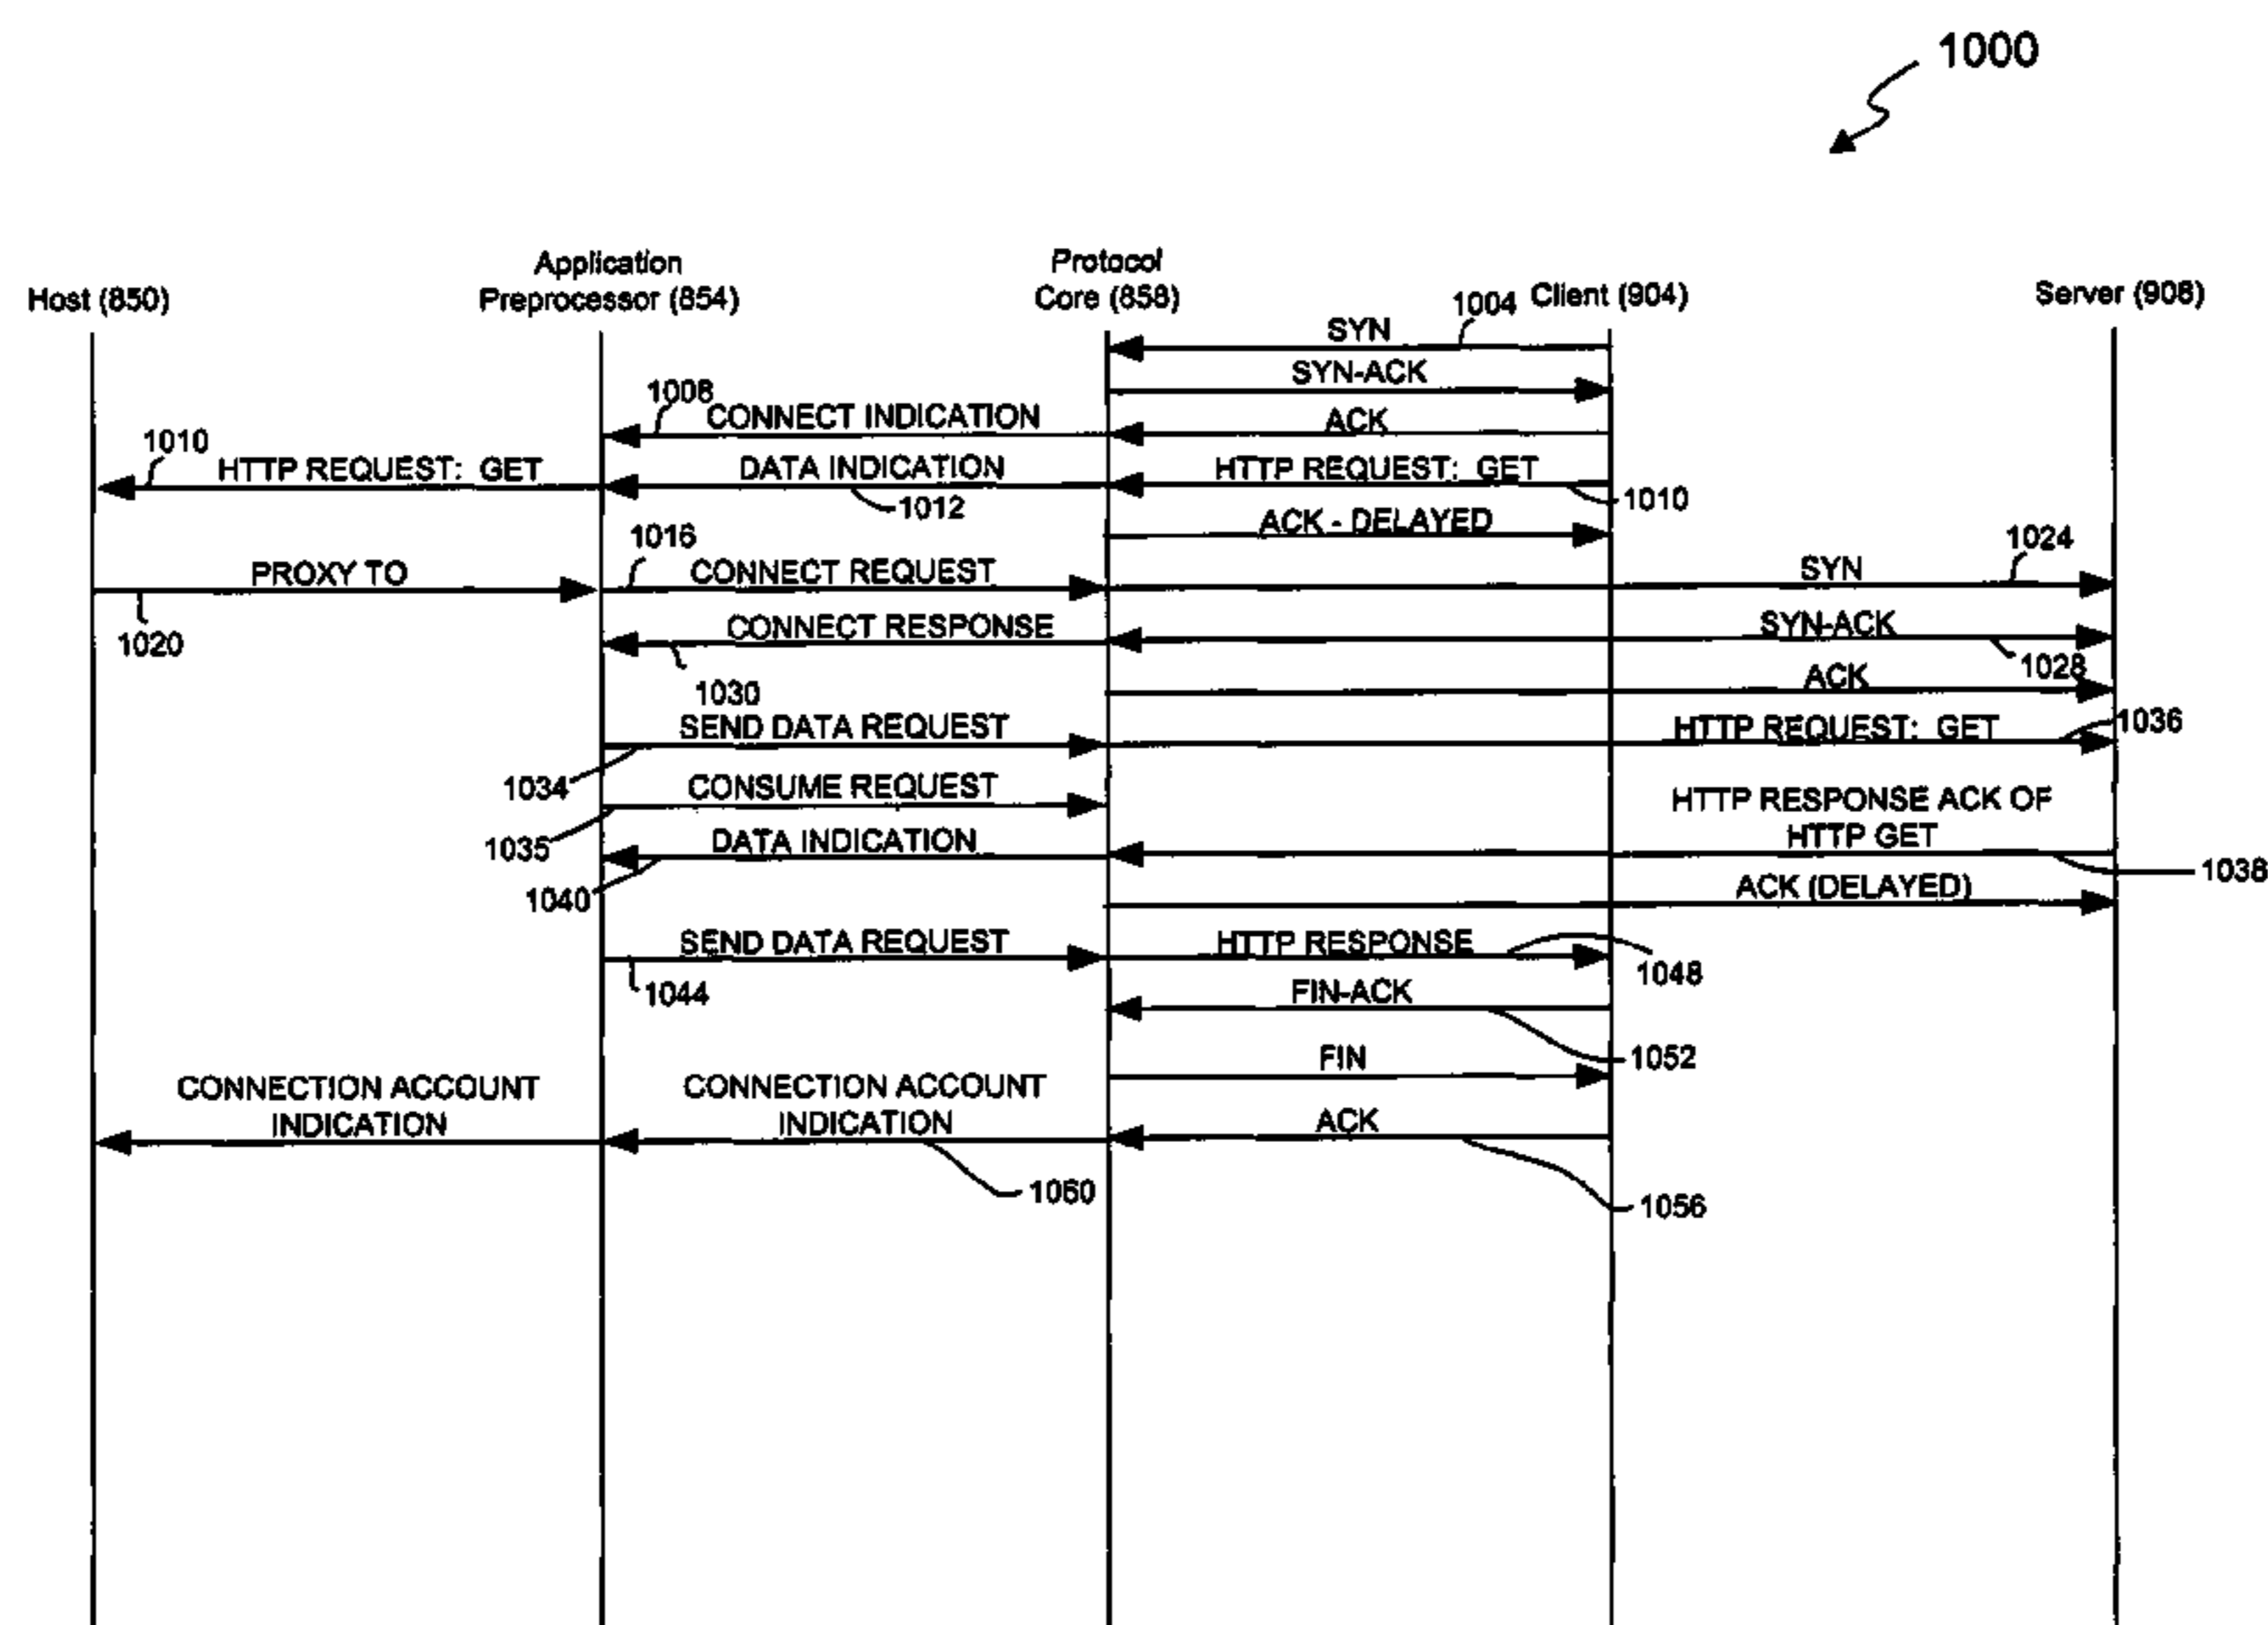 1000
Application
Protocol
Host (850)
Preprocessor (854)
Core (858)
Client (904)
Server (908)
SYN
1004
SYN-ACK
1008
CONNECT INDICATION
ACK
1010
HTTP REQUEST: GET
DATA INDICATION
HTTP REQUEST: GET
1012
1010
ACK - DELAYED
1016
1024
PROXY TO
CONNECT REQUEST
SYN
1020
CONNECT RESPONSE
SYN-ACK
1028
1030
ACK
SEND DATA REQUEST
HTTP REQUEST: GET
1036
1034
CONSUME REQUEST
HTTP RESPONSE ACK OF
HTTP GET
1035
DATA INDICATION
1038
1040
ACK (DELAYED)
SEND DATA REQUEST
HTTP RESPONSE
1048
1044
FIN-ACK
1052
FIN
CONNECTION ACCOUNT
INDICATION
CONNECTION ACCOUNT
INDICATION
ACK
1060
1056